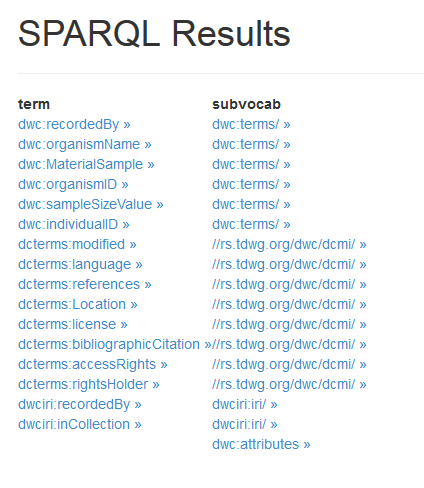 SPARQL Results
term subvocab
dwc:recordedBy » dwc:terms/ »
dwc:organismName » dwc:terms/ »
dwc:MaterialSample » dwc:terms/ »
dwc:organismID » dwc:terms/ »
dwc:sampleSizeValue » dwc:terms/ »
dwc:individualID » dwc:terms/ »
dcterms:modified » //rs.tdwg.org/dwc/dcmi/ »
dcterms:language » //rs.tdwg.org/dwc/dcmi/ »
dcterms:references » //rs.tdwg.org/dwc/dcmi/ »
dcterms:Location » //rs.tdwg.org/dwc/dcmi/ »
dcterms:license » //rs.tdwg.org/dwc/dcmi/ »
dcterms:bibliographicCitation » //rs.tdwg.org/dwc/dcmi/ »
dcterms:accessRights » //rs.tdwg.org/dwc/dcmi/ »
dcterms:rightsHolder » //rs.tdwg.org/dwc/dcmi/ »
dwciri:recordedBy » dwciri:iri/ »
dwciri:inCollection » dwciri:iri/ »
dwc:attributes »